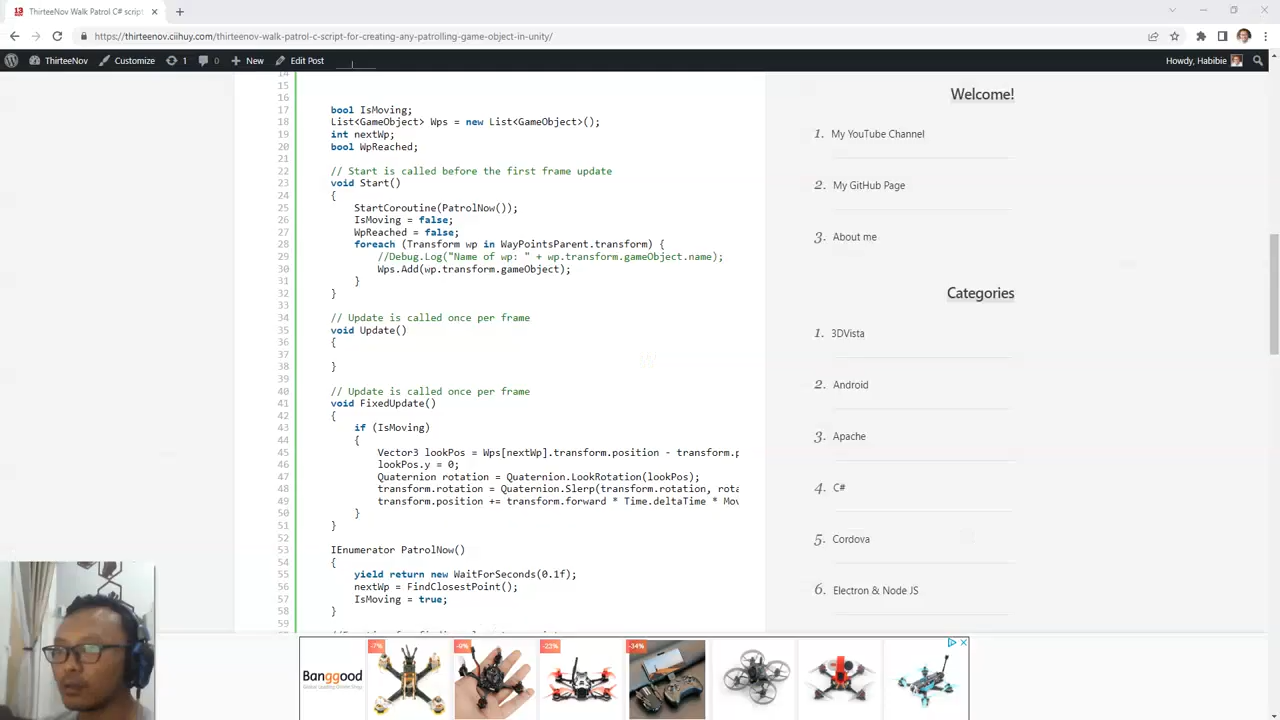 ThirteeNov Walk Patrol C# script
https://thirteenov.ciihuy.com/thirteenov-walk-patrol-c-script-for-creating-any-patrolling-game-object-in-unity/
ThirteeNov Customize 1 0 New Edit Post Howdy, Habibie
14
15
16
17 bool IsMoving;
18 List<GameObject> Wps = new List<GameObject>();
19 int nextWp;
20 bool WpReached;
21
22 // Start is called before the first frame update
23 void Start()
24 {
25 StartCoroutine(PatrolNow());
26 IsMoving = false;
27 WpReached = false;
28 foreach (Transform wp in WayPointsParent.transform) {
29 //Debug.Log("Name of wp: " + wp.transform.gameObject.name);
30 Wps.Add(wp.transform.gameObject);
31 }
32 }
33
34 // Update is called once per frame
35 void Update()
36 {
37
38 }
39
40 // Update is called once per frame
41 void FixedUpdate()
42 {
43 if (IsMoving)
44 {
45 Vector3 lookPos = Wps[nextWp].transform.position - transform.p
46 lookPos.y = 0;
47 Quaternion rotation = Quaternion.LookRotation(lookPos);
48 transform.rotation = Quaternion.Slerp(transform.rotation, rota
49 transform.position += transform.forward * Time.deltaTime * Mov
50 }
51 }
52
53 IEnumerator PatrolNow()
54 {
55 yield return new WaitForSeconds(0.1f);
56 nextWp = FindClosestPoint();
57 IsMoving = true;
58 }
59
Welcome!
1. My YouTube Channel
2. My GitHub Page
3. About me
Categories
1. 3DVista
2. Android
3. Apache
4. C#
5. Cordova
6. Electron & Node JS
Banggood
-7%
-9%
-23%
-34%